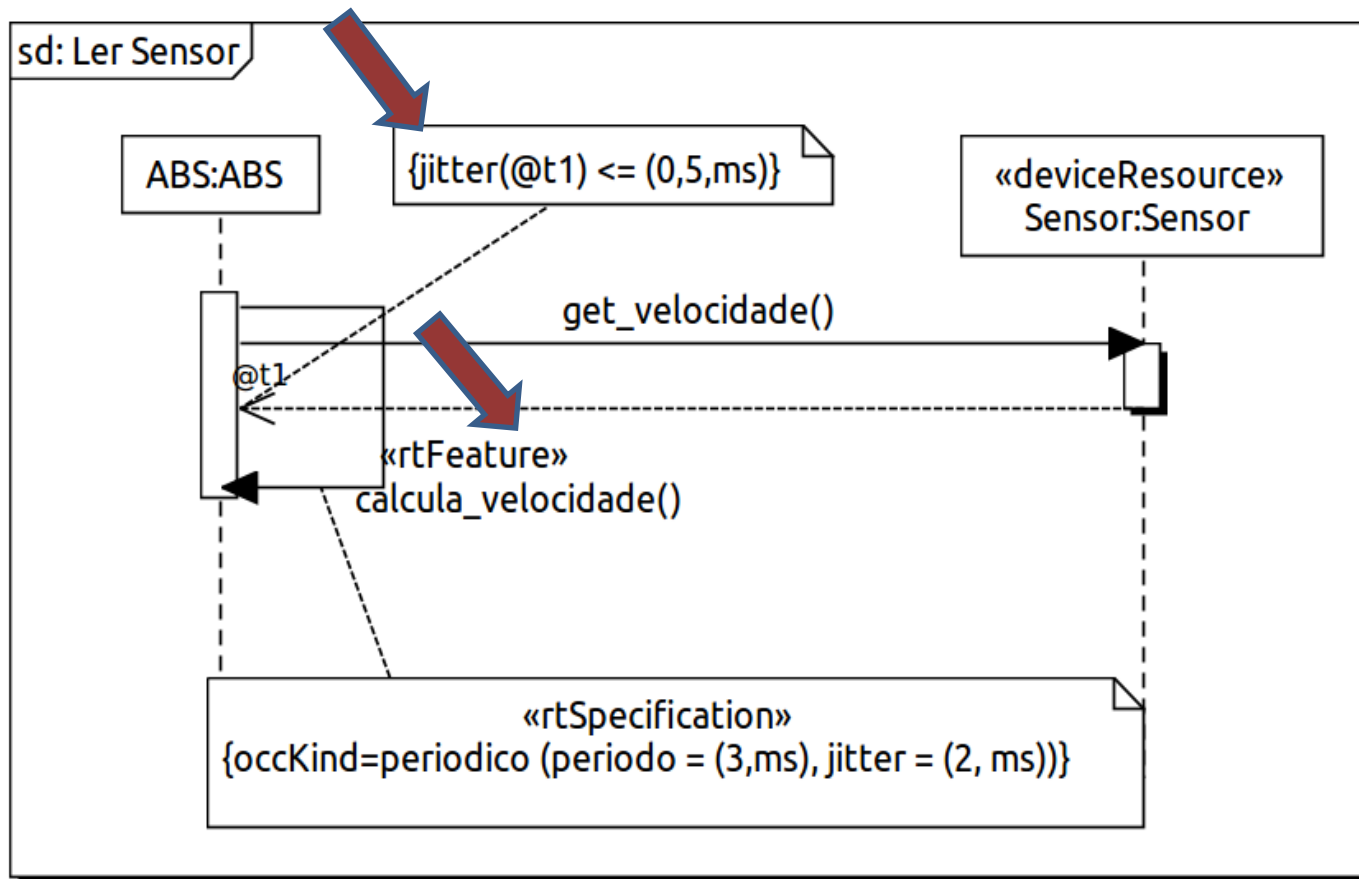 sd: Ler Sensor
ABS:ABS
{jitter(@t1) <= (0,5,ms)}
«deviceResource»
Sensor:Sensor
get_velocidade()
@t1
«rtFeature»
calcula_velocidade()
«rtSpecification»
{occKind=periodico (periodo = (3,ms), jitter = (2, ms))}